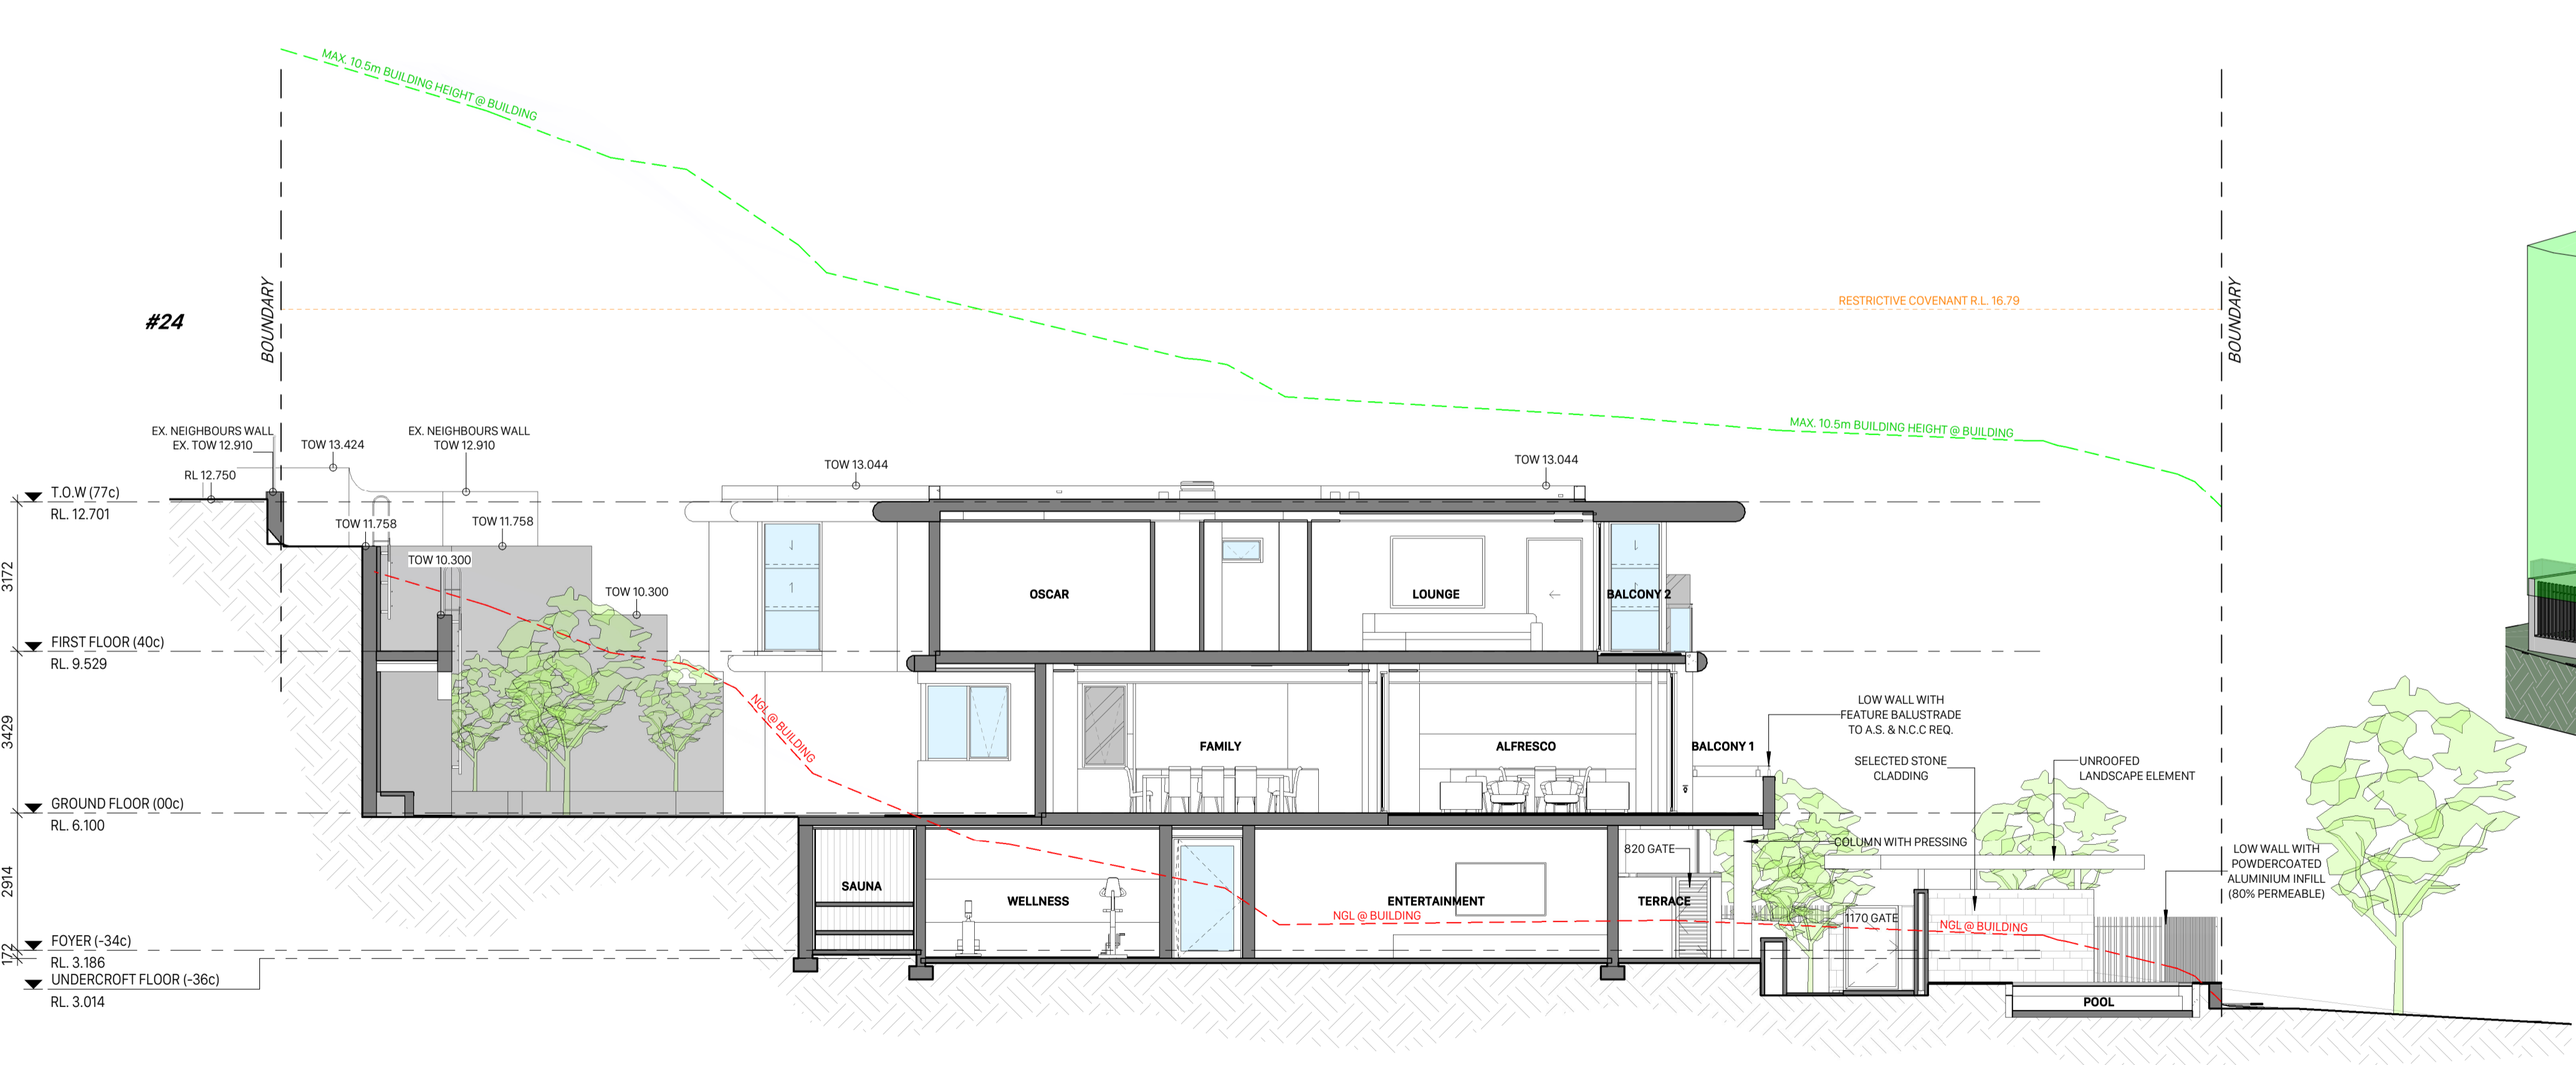 MAX. 10.5m BUILDING HEIGHT @ BUILDING
RESTRICTIVE COVENANT R.L. 16.79
BOUNDARY
#24
BOUNDARY
MAX. 10.5m BUILDING HEIGHT @ BUILDING
EX. NEIGHBOURS WALL
EX. TOW 12.910
TOW 13.424
EX. NEIGHBOURS WALL
TOW 12.910
RL 12.750
TOW 13.044
TOW 13.044
T.O.W (77c)
RL. 12.701
TOW 11.758
TOW 11.758
TOW 10.300
TOW 10.300
3172
OSCAR
LOUNGE
BALCONY 2
FIRST FLOOR (40c)
RL. 9.529
NGL @ BUILDING
3429
FAMILY
ALFRESCO
BALCONY 1
LOW WALL WITH
FEATURE BALUSTRADE
TO A.S. & N.C.C REQ.
SELECTED STONE
CLADDING
UNROOFED
LANDSCAPE ELEMENT
GROUND FLOOR (00c)
RL. 6.100
2914
820 GATE
COLUMN WITH PRESSING
LOW WALL WITH
POWDERCOATED
ALUMINIUM INFILL
(80% PERMEABLE)
SAUNA
WELLNESS
ENTERTAINMENT
TERRACE
NGL @ BUILDING
1170 GATE
NGL @ BUILDING
FOYER (-34c)
RL. 3.186
172
UNDERCROFT FLOOR (-36c)
RL. 3.014
POOL